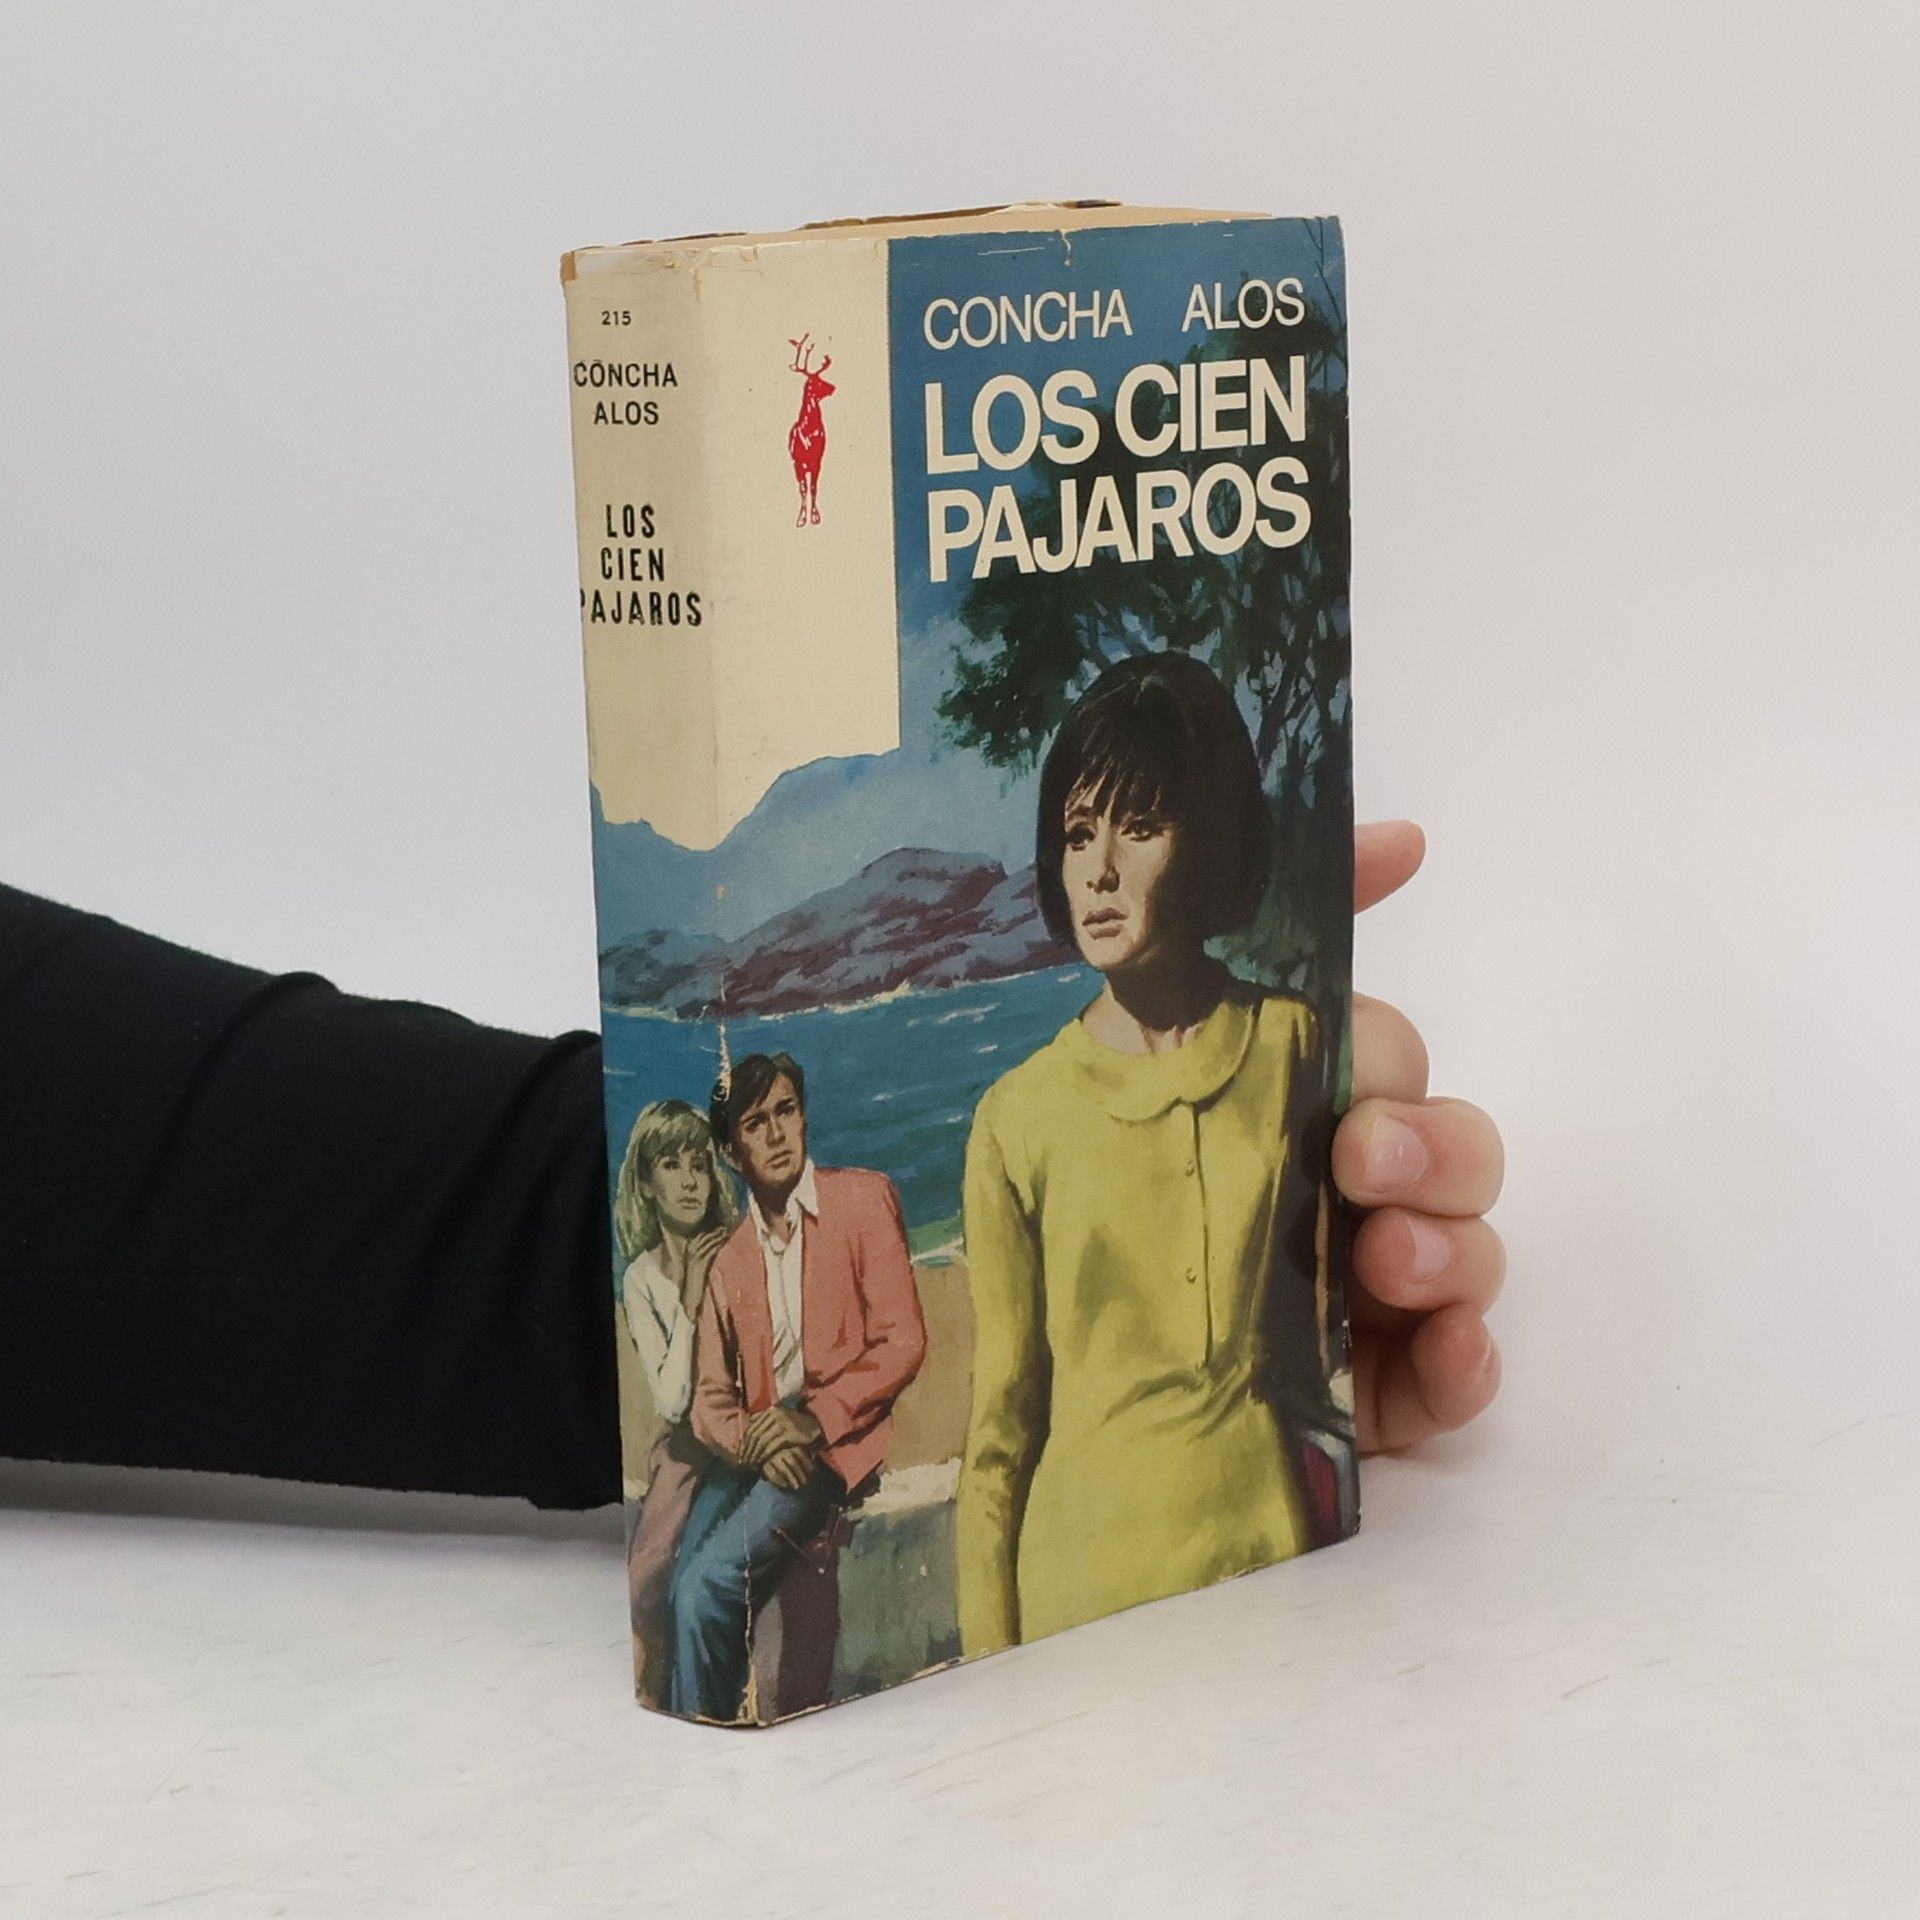 215
CONCHA
ALOS
LOS
CIEN
PAJAROS
CONCHA ALOS
LOS CIEN
PAJAROS